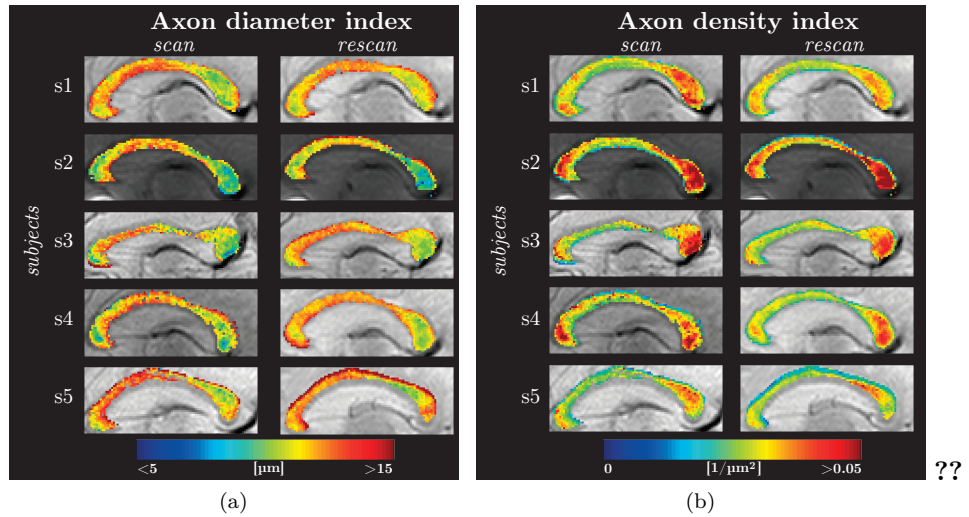 Axon diameter index
scan rescan
s1
s2
s3
s4
s5
subjects
<5 [µm] >15
(a)
Axon density index
scan rescan
s1
s2
s3
s4
s5
subjects
0 [1/µm²] >0.05
(b)
??